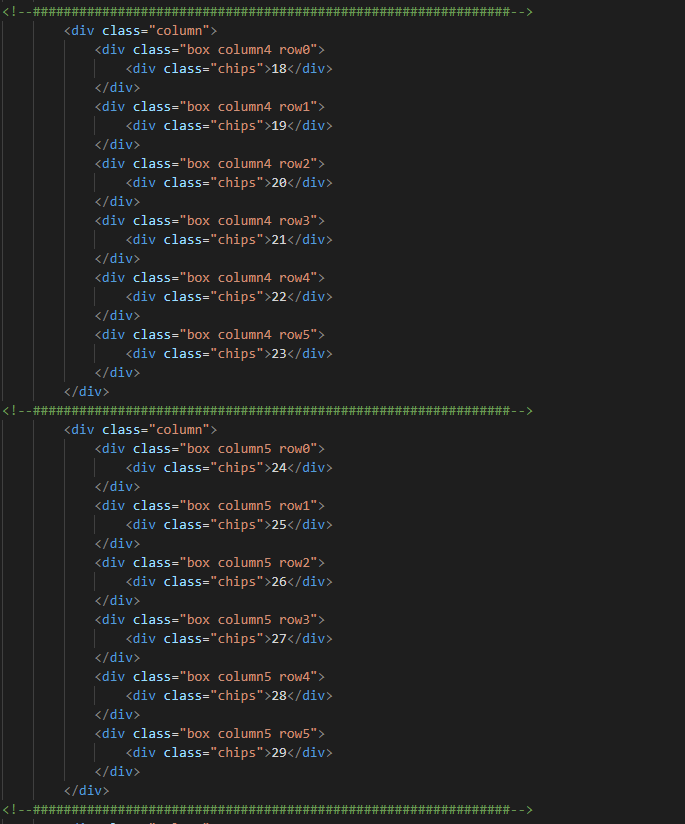 <!--##############################################################-->
<div class="column">
<div class="box column4 row0">
<div class="chips">18</div>
</div>
<div class="box column4 row1">
<div class="chips">19</div>
</div>
<div class="box column4 row2">
<div class="chips">20</div>
</div>
<div class="box column4 row3">
<div class="chips">21</div>
</div>
<div class="box column4 row4">
<div class="chips">22</div>
</div>
<div class="box column4 row5">
<div class="chips">23</div>
</div>
</div>
<!--##############################################################-->
<div class="column">
<div class="box column5 row0">
<div class="chips">24</div>
</div>
<div class="box column5 row1">
<div class="chips">25</div>
</div>
<div class="box column5 row2">
<div class="chips">26</div>
</div>
<div class="box column5 row3">
<div class="chips">27</div>
</div>
<div class="box column5 row4">
<div class="chips">28</div>
</div>
<div class="box column5 row5">
<div class="chips">29</div>
</div>
</div>
<!--##############################################################-->